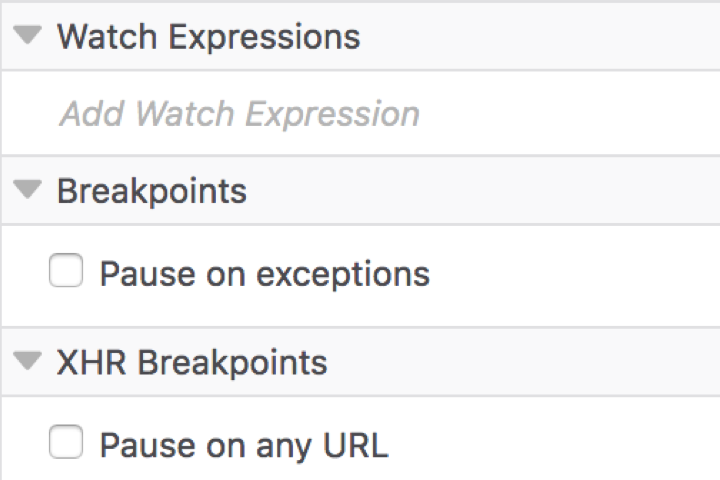 Watch Expressions
Add Watch Expression
Breakpoints
Pause on exceptions
XHR Breakpoints
Pause on any URL